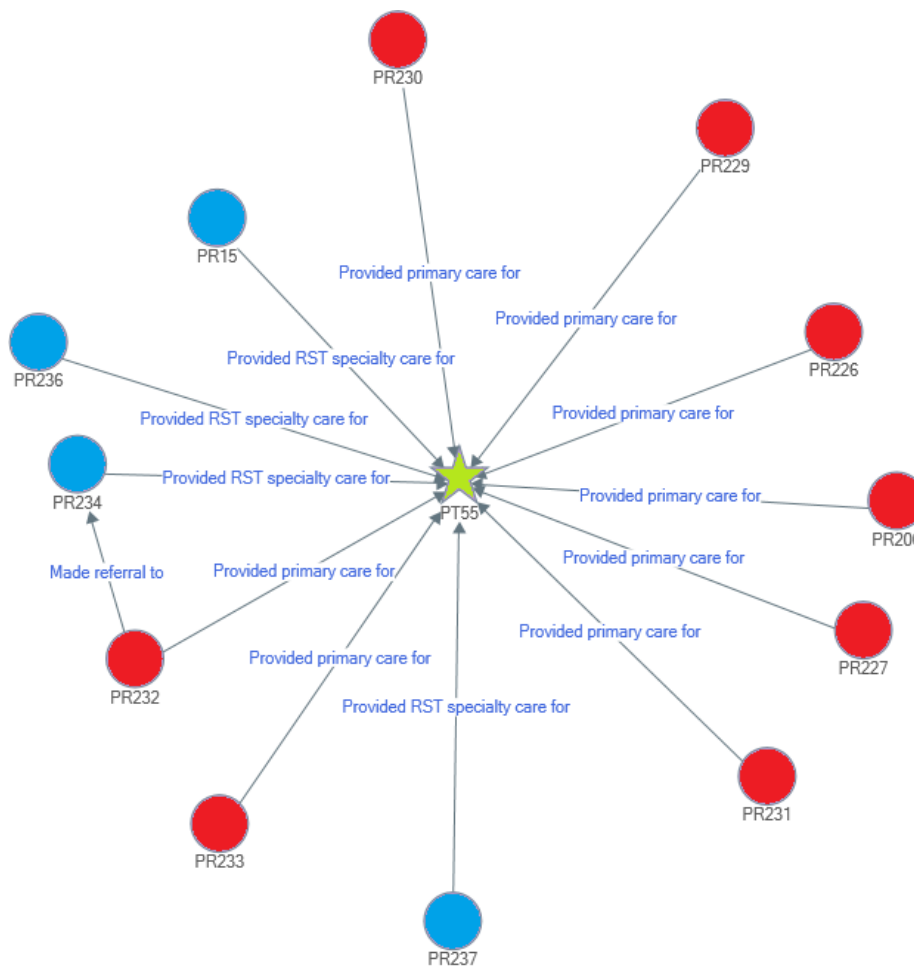 PR230
PR229
PR15
Provided primary care for
Provided primary care for
PR226
Provided RST specialty care for
PR236
Provided primary care for
Provided RST specialty care for
Provided RST specialty care for
PR234
Provided primary care for
PT55
PR206
Provided primary care for
Made referral to
Provided primary care for
Provided primary care for
Provided primary care for
PR227
PR232
Provided RST specialty care for
PR231
PR233
PR237